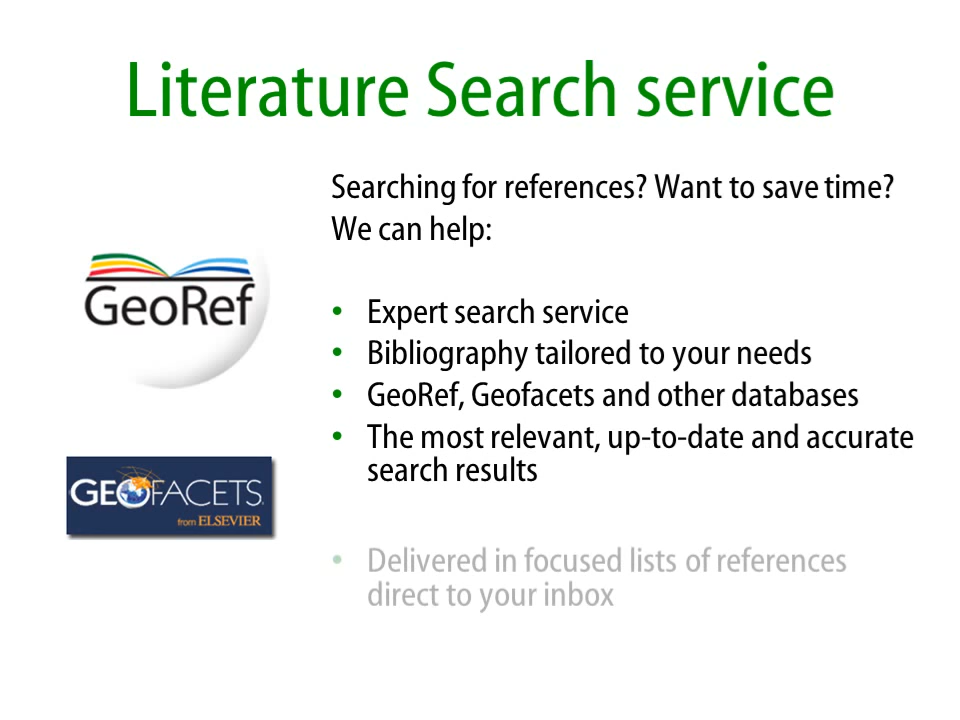 Literature Search service
Searching for references? Want to save time?
We can help:
GeoRef
• Expert search service
• Bibliography tailored to your needs
• GeoRef, Geofacets and other databases
• The most relevant, up-to-date and accurate
search results
GEOFACETS
from ELSEVIER
• Delivered in focused lists of references
direct to your inbox